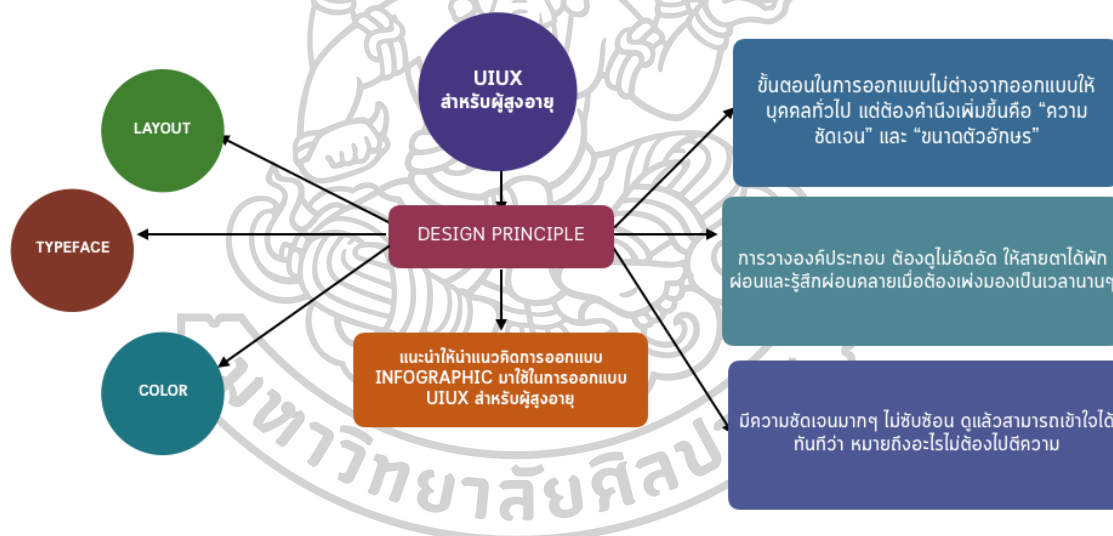 UIUX
สำหรับผู้สูงอายุ
LAYOUT
TYPEFACE
COLOR
DESIGN PRINCIPLE
แนะนำให้นำแนวคิดการออกแบบ
INFOGRAPHIC มาใช้ในการออกแบบ
UIUX สำหรับผู้สูงอายุ
ขั้นตอนในการออกแบบไม่ต่างจากออกแบบให้
บุคคลทั่วไป แต่ต้องคำนึงเพิ่มขึ้นคือ “ความ
ชัดเจน” และ “ขนาดตัวอักษร”
การวางองค์ประกอบ ต้องดูไม่อึดอัด ให้สายตาได้พัก
ผ่อนและรู้สึกผ่อนคลายเมื่อต้องเพ่งมองเป็นเวลานานๆ
มีความชัดเจนมากๆ ไม่ซับซ้อน ดูแล้วสามารถเข้าใจได้
ทันทีว่า หมายถึงอะไรไม่ต้องไปตีความ
มหาวิทยาลัยศิลป